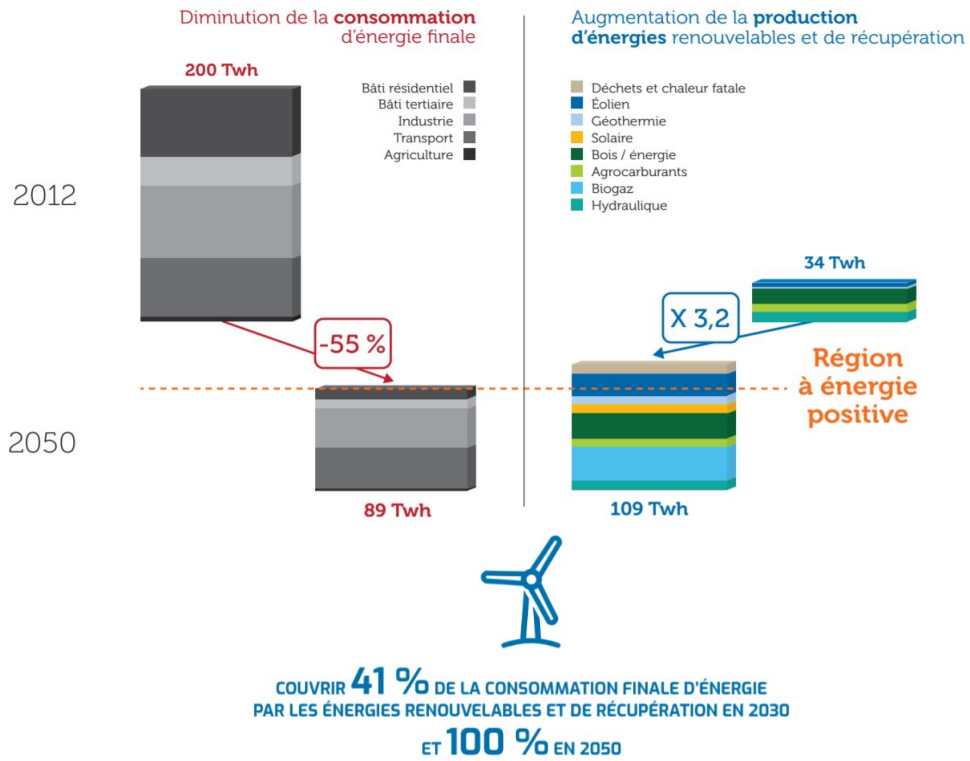 Diminution de la consommation
d'énergie finale
Augmentation de la production
d'énergies renouvelables et de récupération
200 Twh
Bâti résidentiel
Bâti tertiaire
Industrie
Transport
Agriculture
Déchets et chaleur fatale
Éolien
Géothermie
Solaire
Bois / énergie
Agrocarburants
Biogaz
Hydraulique
2012
34 Twh
-55 %
X 3,2
Région
à énergie
positive
2050
89 Twh
109 Twh
COUVRIR 41 % DE LA CONSOMMATION FINALE D'ÉNERGIE
PAR LES ÉNERGIES RENOUVELABLES ET DE RÉCUPÉRATION EN 2030
ET 100 % EN 2050